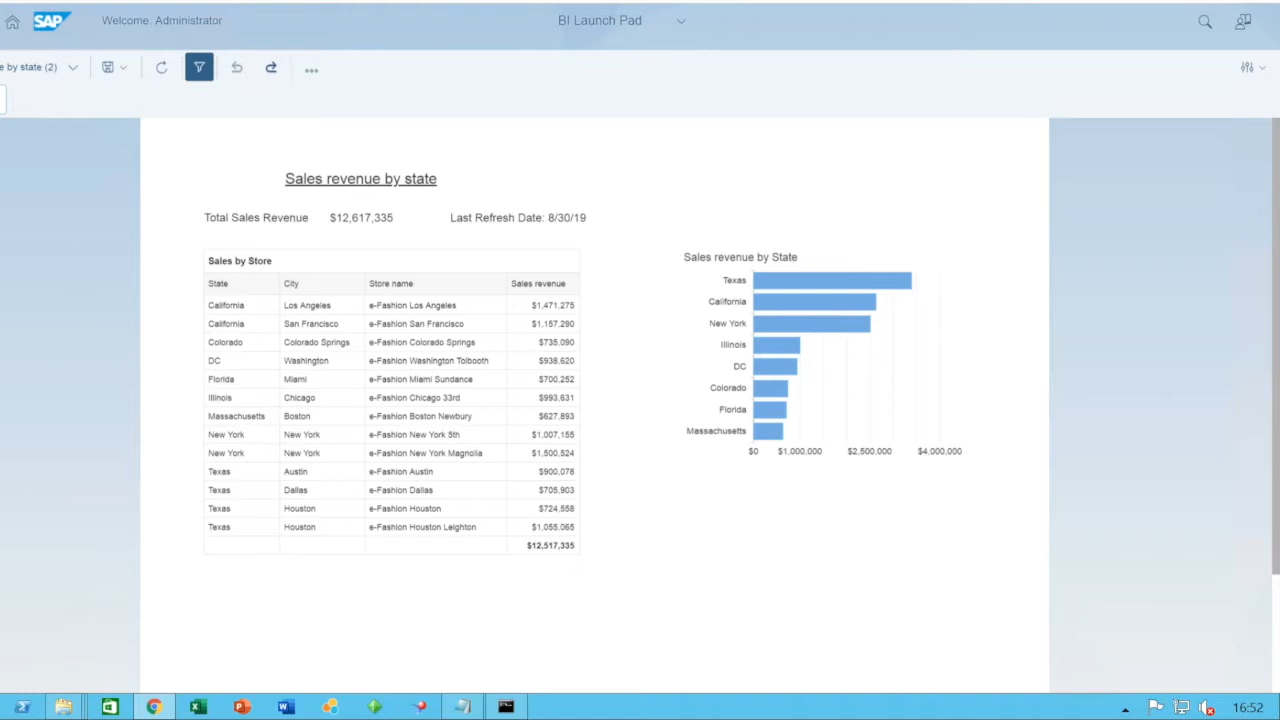 SAP Welcome: Administrator BI Launch Pad
e by state (2)
Sales revenue by state
Total Sales Revenue $12,617,335 Last Refresh Date: 8/30/19
Sales by Store
State City Store name Sales revenue
California Los Angeles e-Fashion Los Angeles $1,471,275
California San Francisco e-Fashion San Francisco $1,157,290
Colorado Colorado Springs e-Fashion Colorado Springs $735,090
DC Washington e-Fashion Washington Tolbooth $938,620
Florida Miami e-Fashion Miami Sundance $700,252
Illinois Chicago e-Fashion Chicago 33rd $993,631
Massachusetts Boston e-Fashion Boston Newbury $627,893
New York New York e-Fashion New York 5th $1,007,155
New York New York e-Fashion New York Magnolia $1,500,524
Texas Austin e-Fashion Austin $900,078
Texas Dallas e-Fashion Dallas $705,903
Texas Houston e-Fashion Houston $724,558
Texas Houston e-Fashion Houston Leighton $1,055,065
$12,517,335
Sales revenue by State
Texas
California
New York
Illinois
DC
Colorado
Florida
Massachusetts
$0 $1,000,000 $2,500,000 $4,000,000
16:52